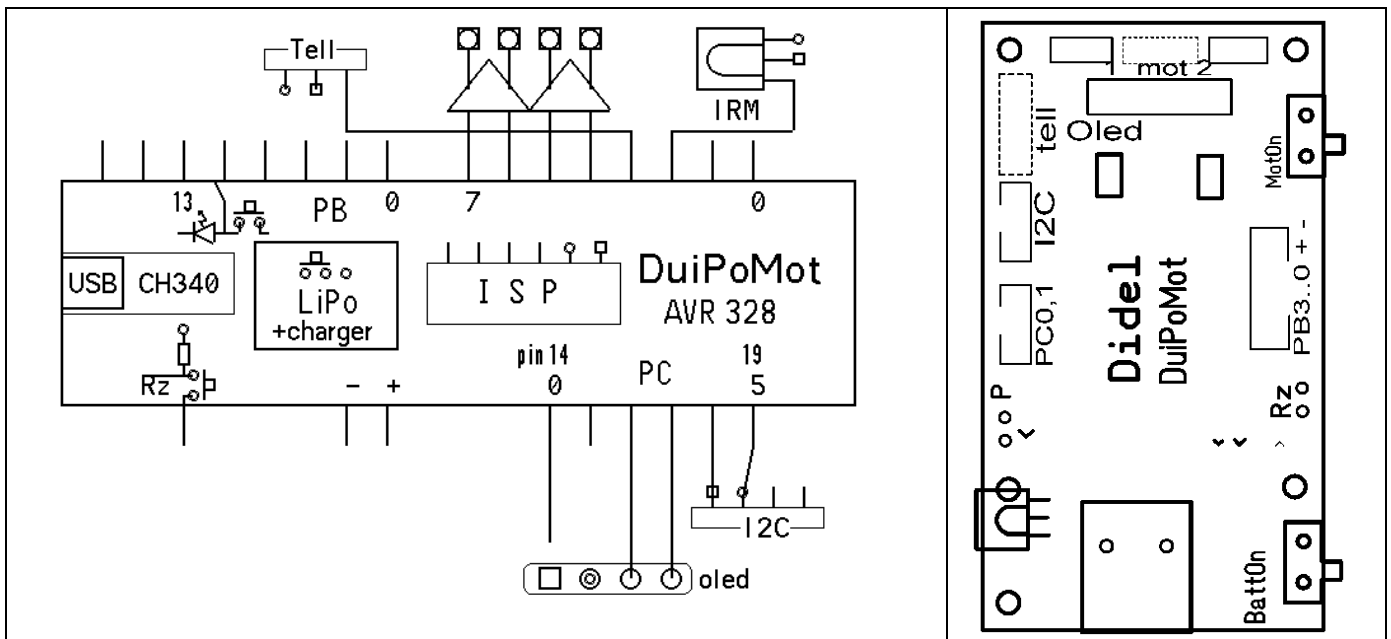 Tell
IRM
13
PB
0
7
0
USB
CH340
LiPo
+charger
I S P
DuiPoMot
AVR 328
pin 14
0
PC
19
5
Rz
- +
I2C
oled
mot 2
tell
Oled
MotOn
I2C
PC0,1
Didel
DuiPoMot
PB3..0 + -
P
Rz
BattOn